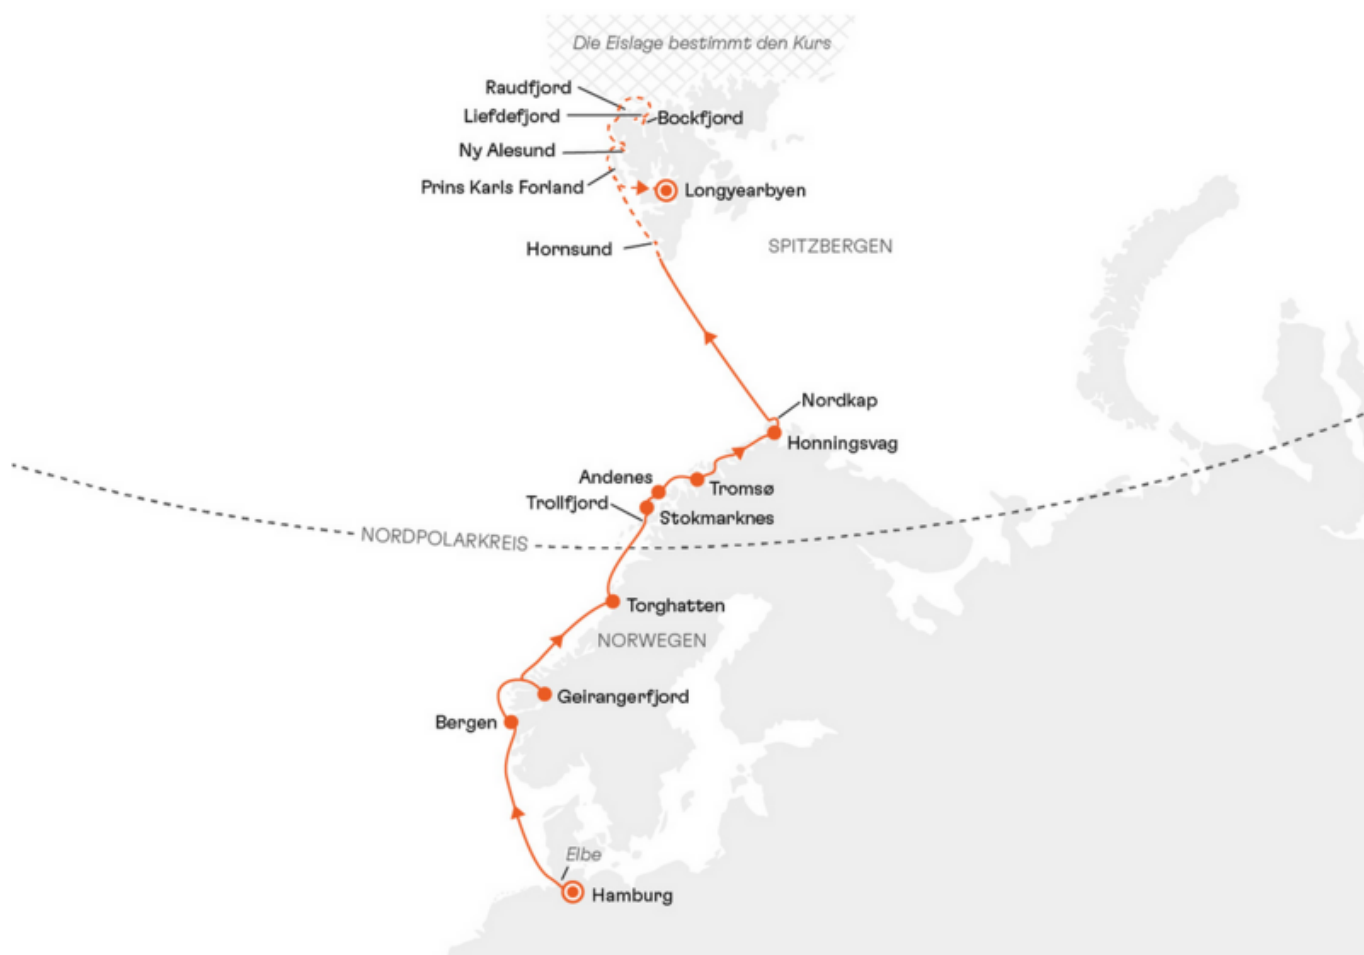 Die Eislage bestimmt den Kurs
Raudfjord
Liefdefjord
Bockfjord
Ny Alesund
Prins Karls Forland
Longyearbyen
Hornsund
SPITZBERGEN
Nordkap
Honningsvag
Andenes
Tromsø
Trollfjord
Stokmarknes
NORDPOLARKREIS
Torghatten
NORWEGEN
Geirangerfjord
Bergen
Elbe
Hamburg